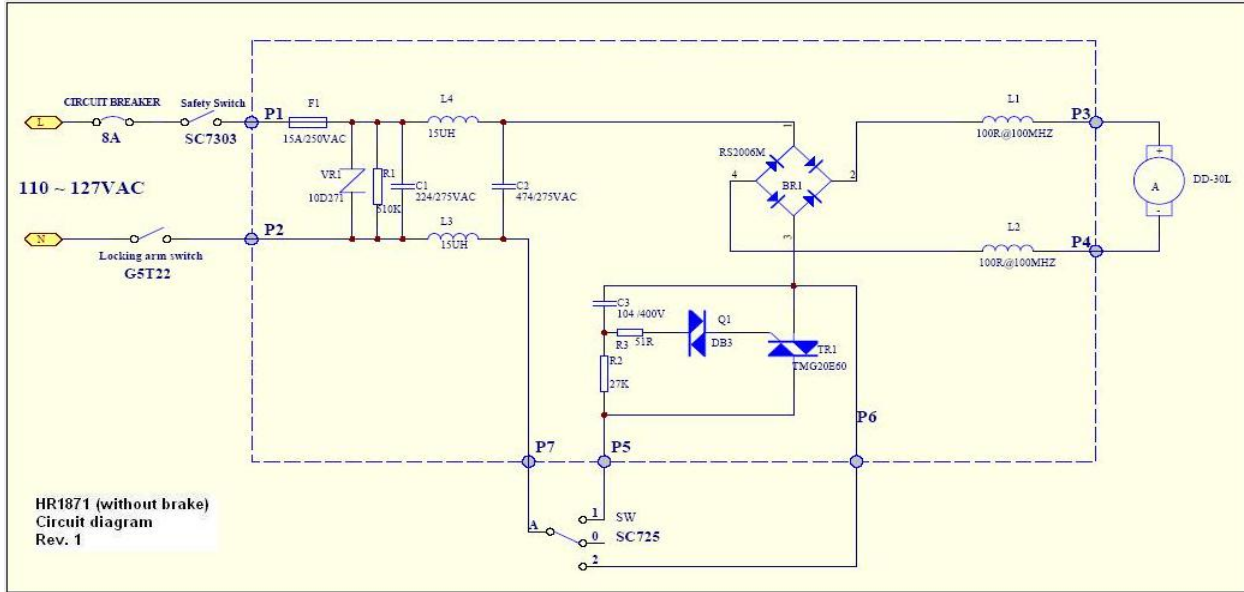 CIRCUIT BREAKER
Safety Switch
L
8A
SC7303
P1
F1
15A/250VAC
L4
15UH
L1
100R@100MHZ
P3
110 ~ 127VAC
VR1
10D271
R1
510K
C1
224/275VAC
C2
474/275VAC
RS2006M
1
4
BR1
2
3
+
A
-
DD-30L
N
Locking arm switch
G5T22
P2
L3
15UH
L2
100R@100MHZ
P4
C3
104 /400V
R3
51R
Q1
DB3
R2
27K
TR1
TMG20E60
P7
P5
P6
HR1871 (without brake)
Circuit diagram
Rev. 1
A
1
SW
0
SC725
2